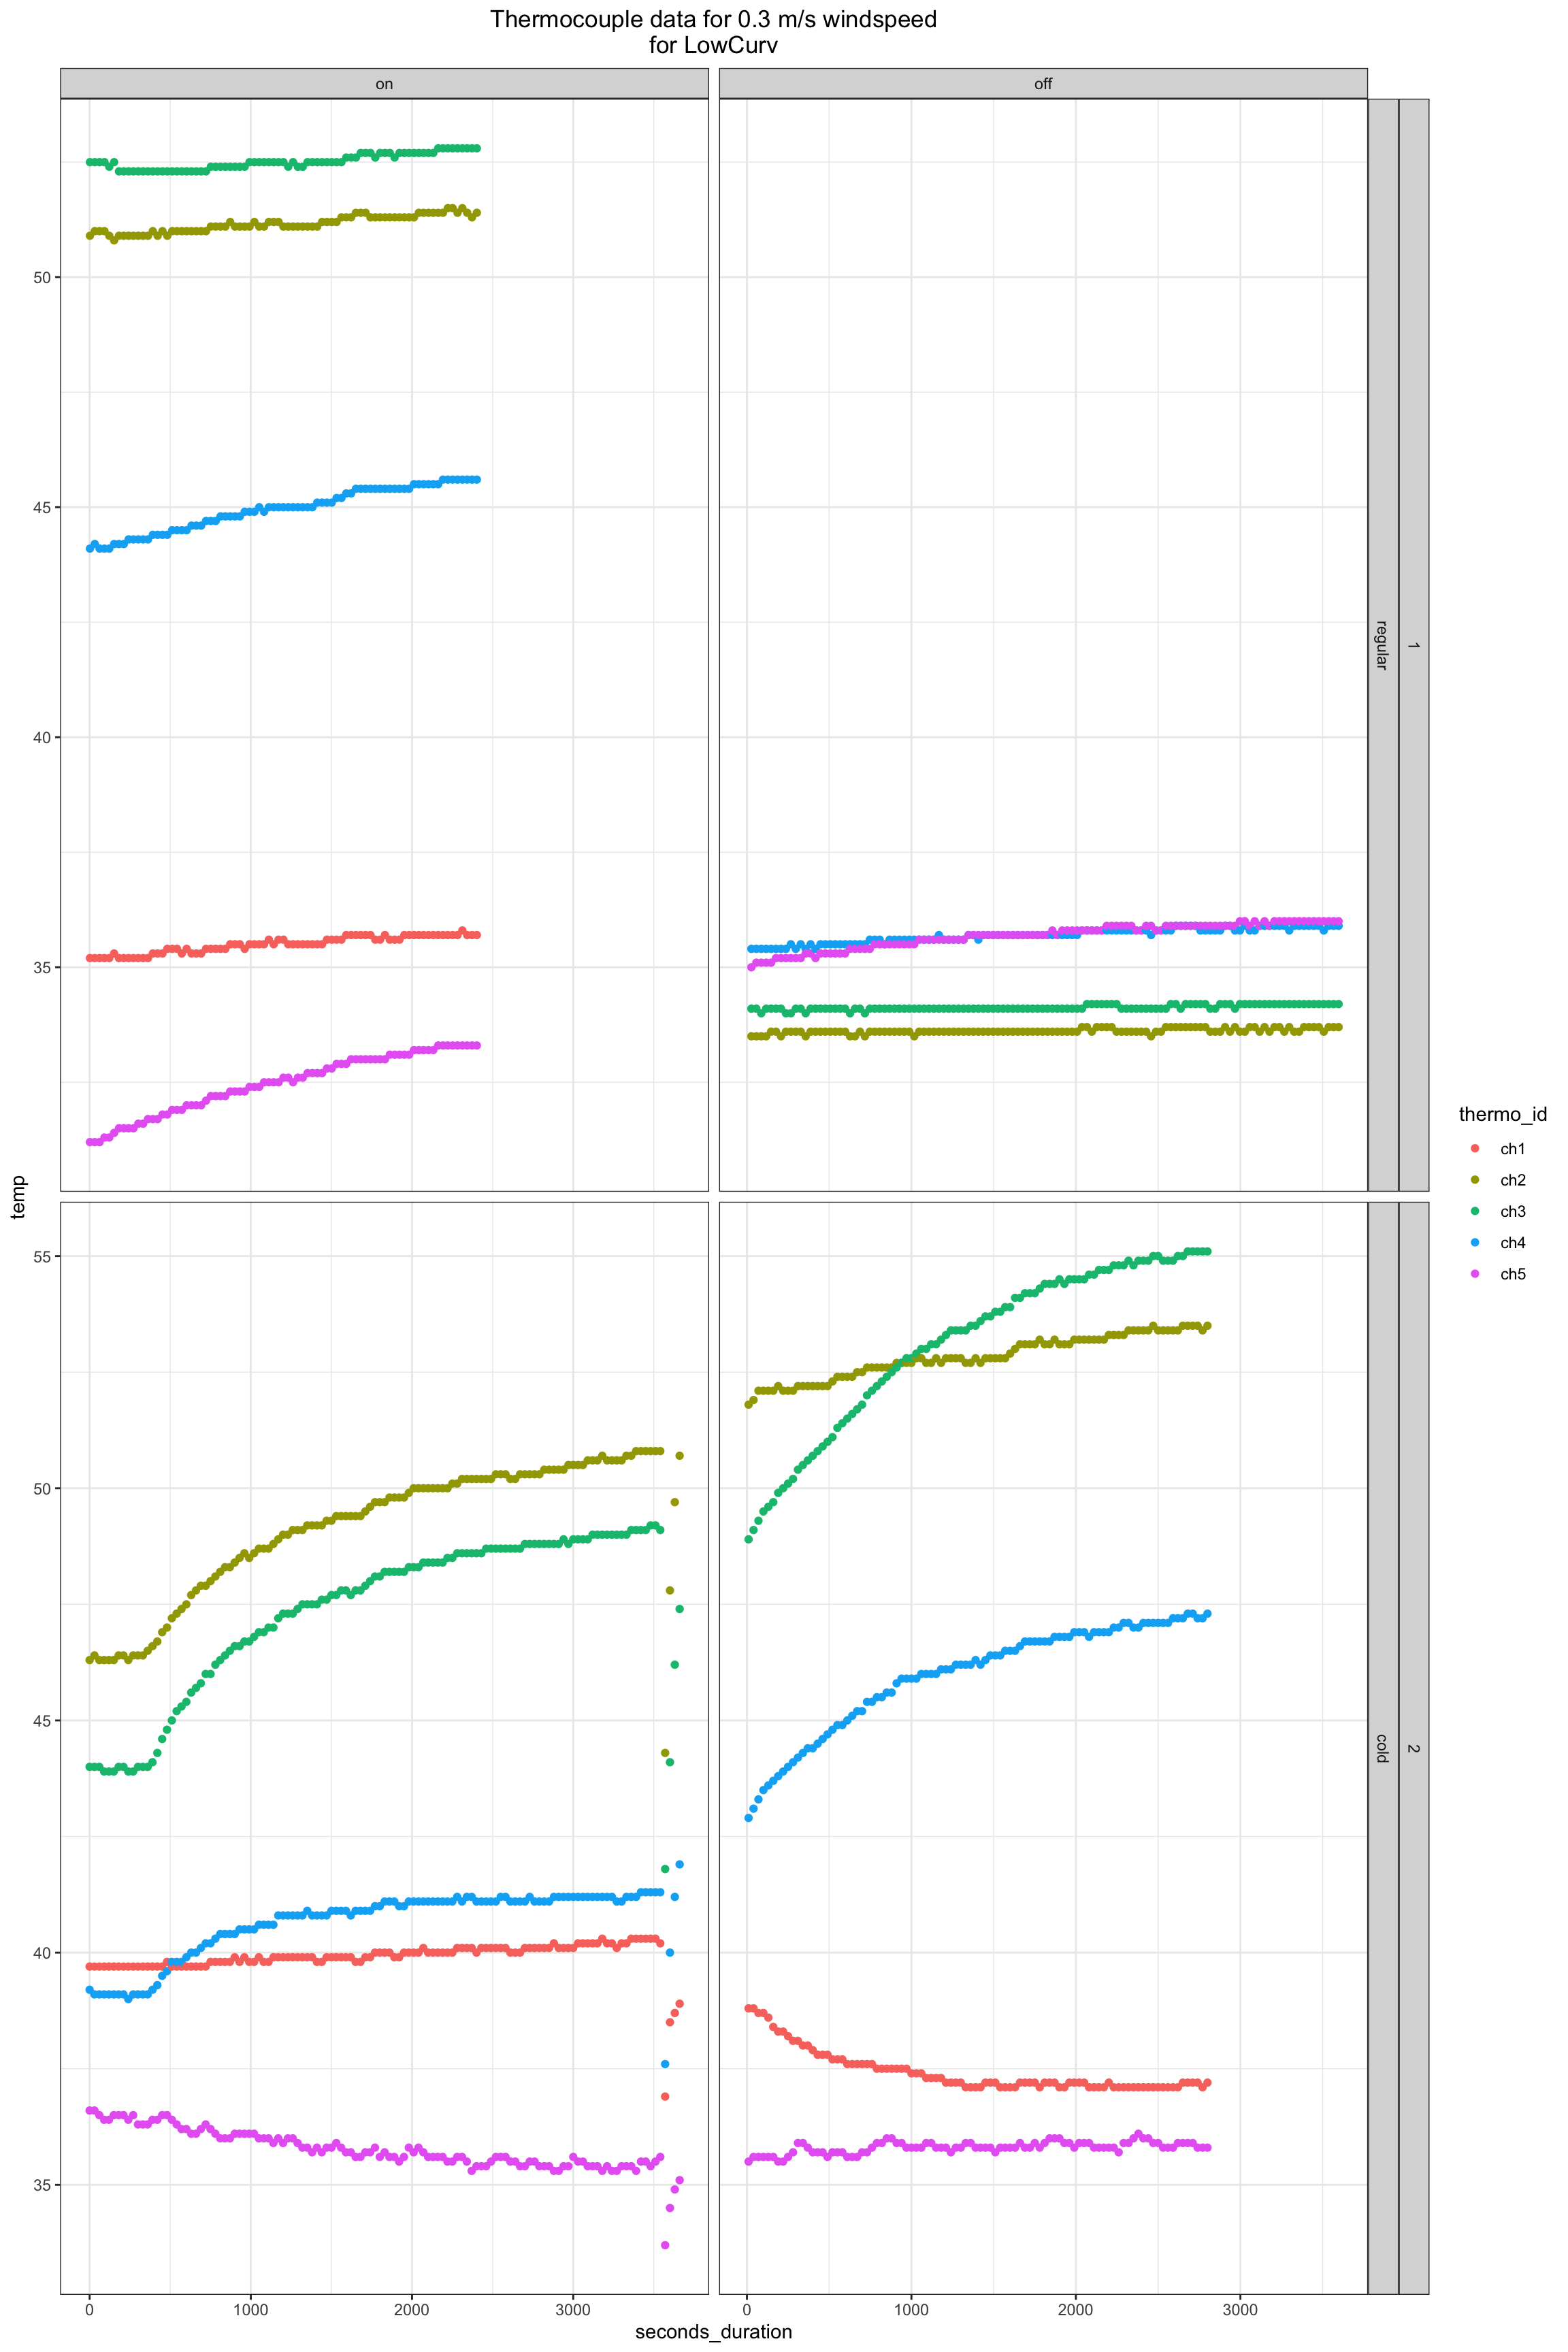 Thermocouple data for 0.3 m/s windspeed
for LowCurv
on
off
50
45
40
35
regular
1
temp
55
50
45
40
35
cold
2
0
1000
2000
3000
0
1000
2000
3000
seconds_duration
thermo_id
ch1
ch2
ch3
ch4
ch5